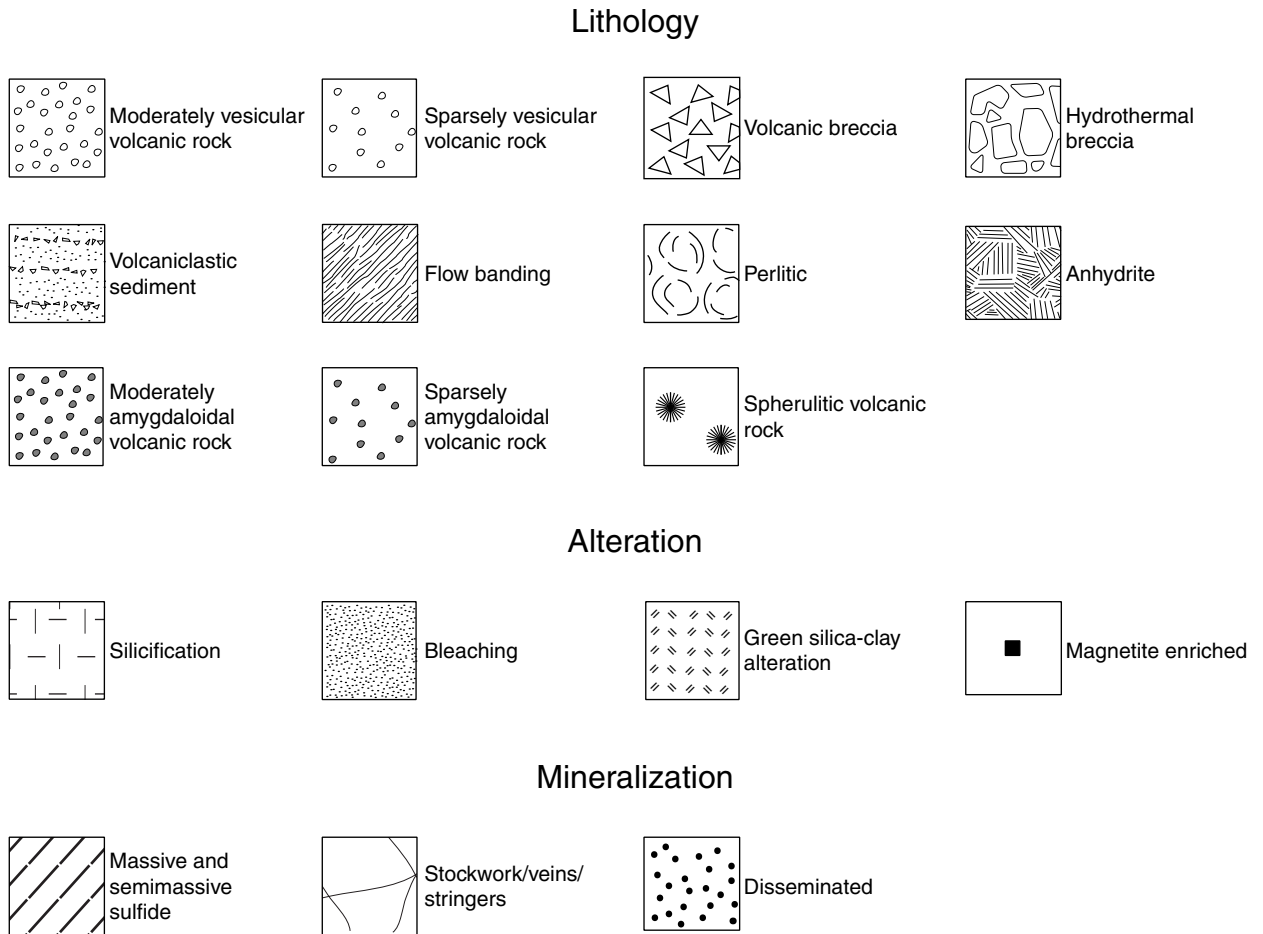 Lithology
Moderately vesicular
volcanic rock
Sparsely vesicular
volcanic rock
Volcanic breccia
Hydrothermal
breccia
Volcaniclastic
sediment
Flow banding
Perlitic
Anhydrite
Moderately
amygdaloidal
volcanic rock
Sparsely
amygdaloidal
volcanic rock
Spherulitic volcanic
rock
Alteration
Silicification
Bleaching
Green silica-clay
alteration
Magnetite enriched
Mineralization
Massive and
semimassive
sulfide
Stockwork/veins/
stringers
Disseminated